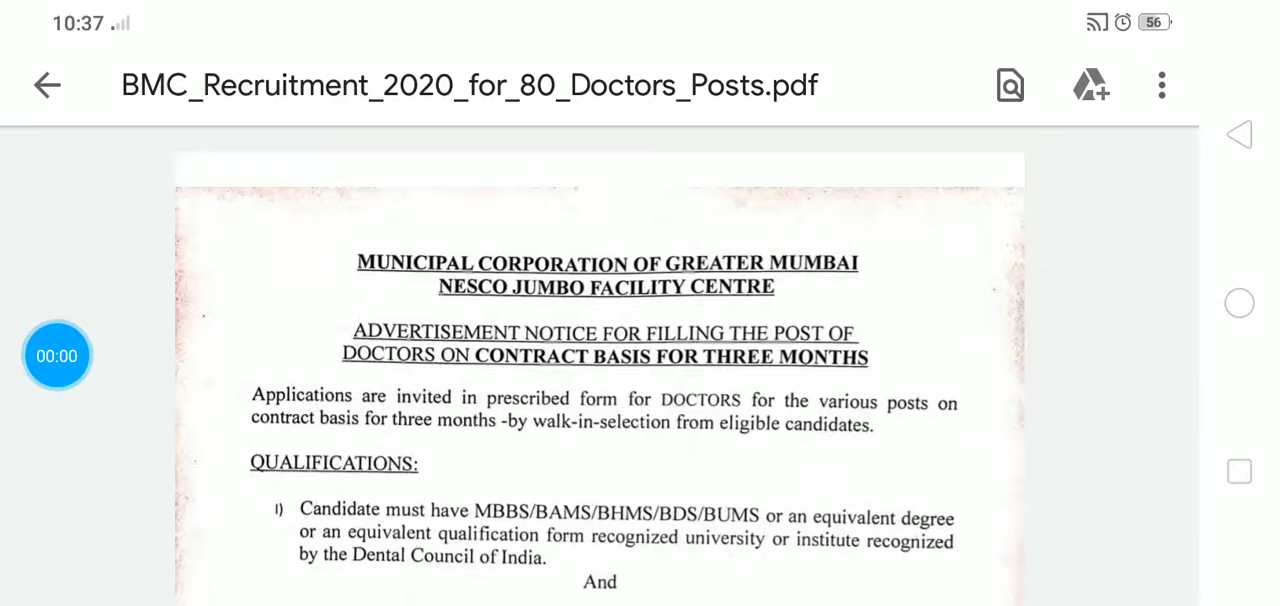 10:37
56
BMC_Recruitment_2020_for_80_Doctors_Posts.pdf
MUNICIPAL CORPORATION OF GREATER MUMBAI
NESCO JUMBO FACILITY CENTRE
ADVERTISEMENT NOTICE FOR FILLING THE POST OF
DOCTORS ON CONTRACT BASIS FOR THREE MONTHS
00:00
Applications are invited in prescribed form for DOCTORS for the various posts on
contract basis for three months -by walk-in-selection from eligible candidates.
QUALIFICATIONS:
I) Candidate must have MBBS/BAMS/BHMS/BDS/BUMS or an equivalent degree
or an equivalent qualification form recognized university or institute recognized
by the Dental Council of India.
And